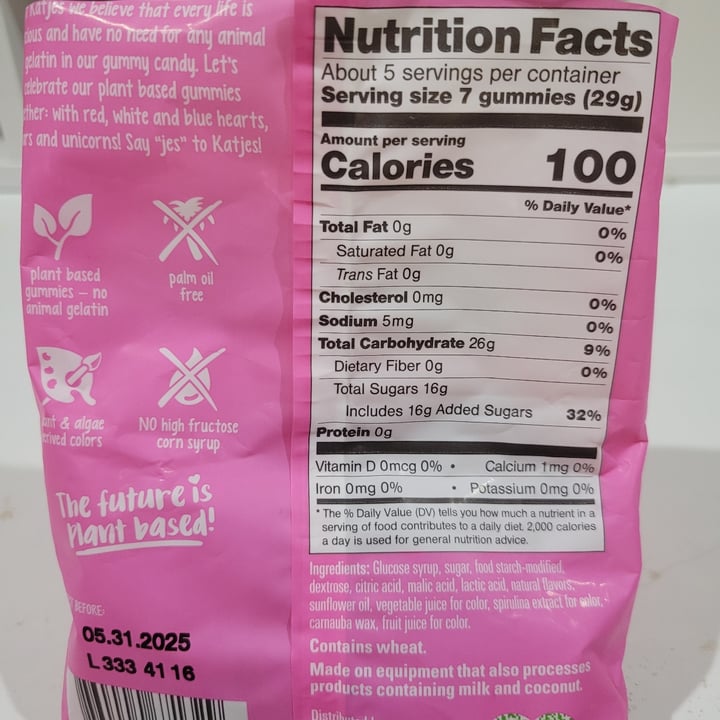 Katjes we believe that every life is
and have no need for any animal
gelatin in our gummy candy. Let's
celebrate our plant based gummies
with red, white and blue hearts,
and unicorns! Say "jes" to Katjes!
plant based
gummies – no
animal gelatin
palm oil
free
& algae
colors
NO high fructose
corn syrup
The future is
plant based!
BEFORE:
05.31.2025
L 333 41 16
Nutrition Facts
About 5 servings per container
Serving size 7 gummies (29g)
Amount per serving
Calories 100
% Daily Value*
Total Fat 0g 0%
Saturated Fat 0g 0%
Trans Fat 0g
Cholesterol 0mg 0%
Sodium 5mg 0%
Total Carbohydrate 26g 9%
Dietary Fiber 0g 0%
Total Sugars 16g
Includes 16g Added Sugars 32%
Protein 0g
Vitamin D 0mcg 0% • Calcium 1mg 0%
Iron 0mg 0% • Potassium 0mg 0%
* The % Daily Value (DV) tells you how much a nutrient in a
serving of food contributes to a daily diet. 2,000 calories
a day is used for general nutrition advice.
Ingredients: Glucose syrup, sugar, food starch-modified,
dextrose, citric acid, malic acid, lactic acid, natural flavors,
sunflower oil, vegetable juice for color, spirulina extract for color,
carnauba wax, fruit juice for color.
Contains wheat.
Made on equipment that also processes
products containing milk and coconut.